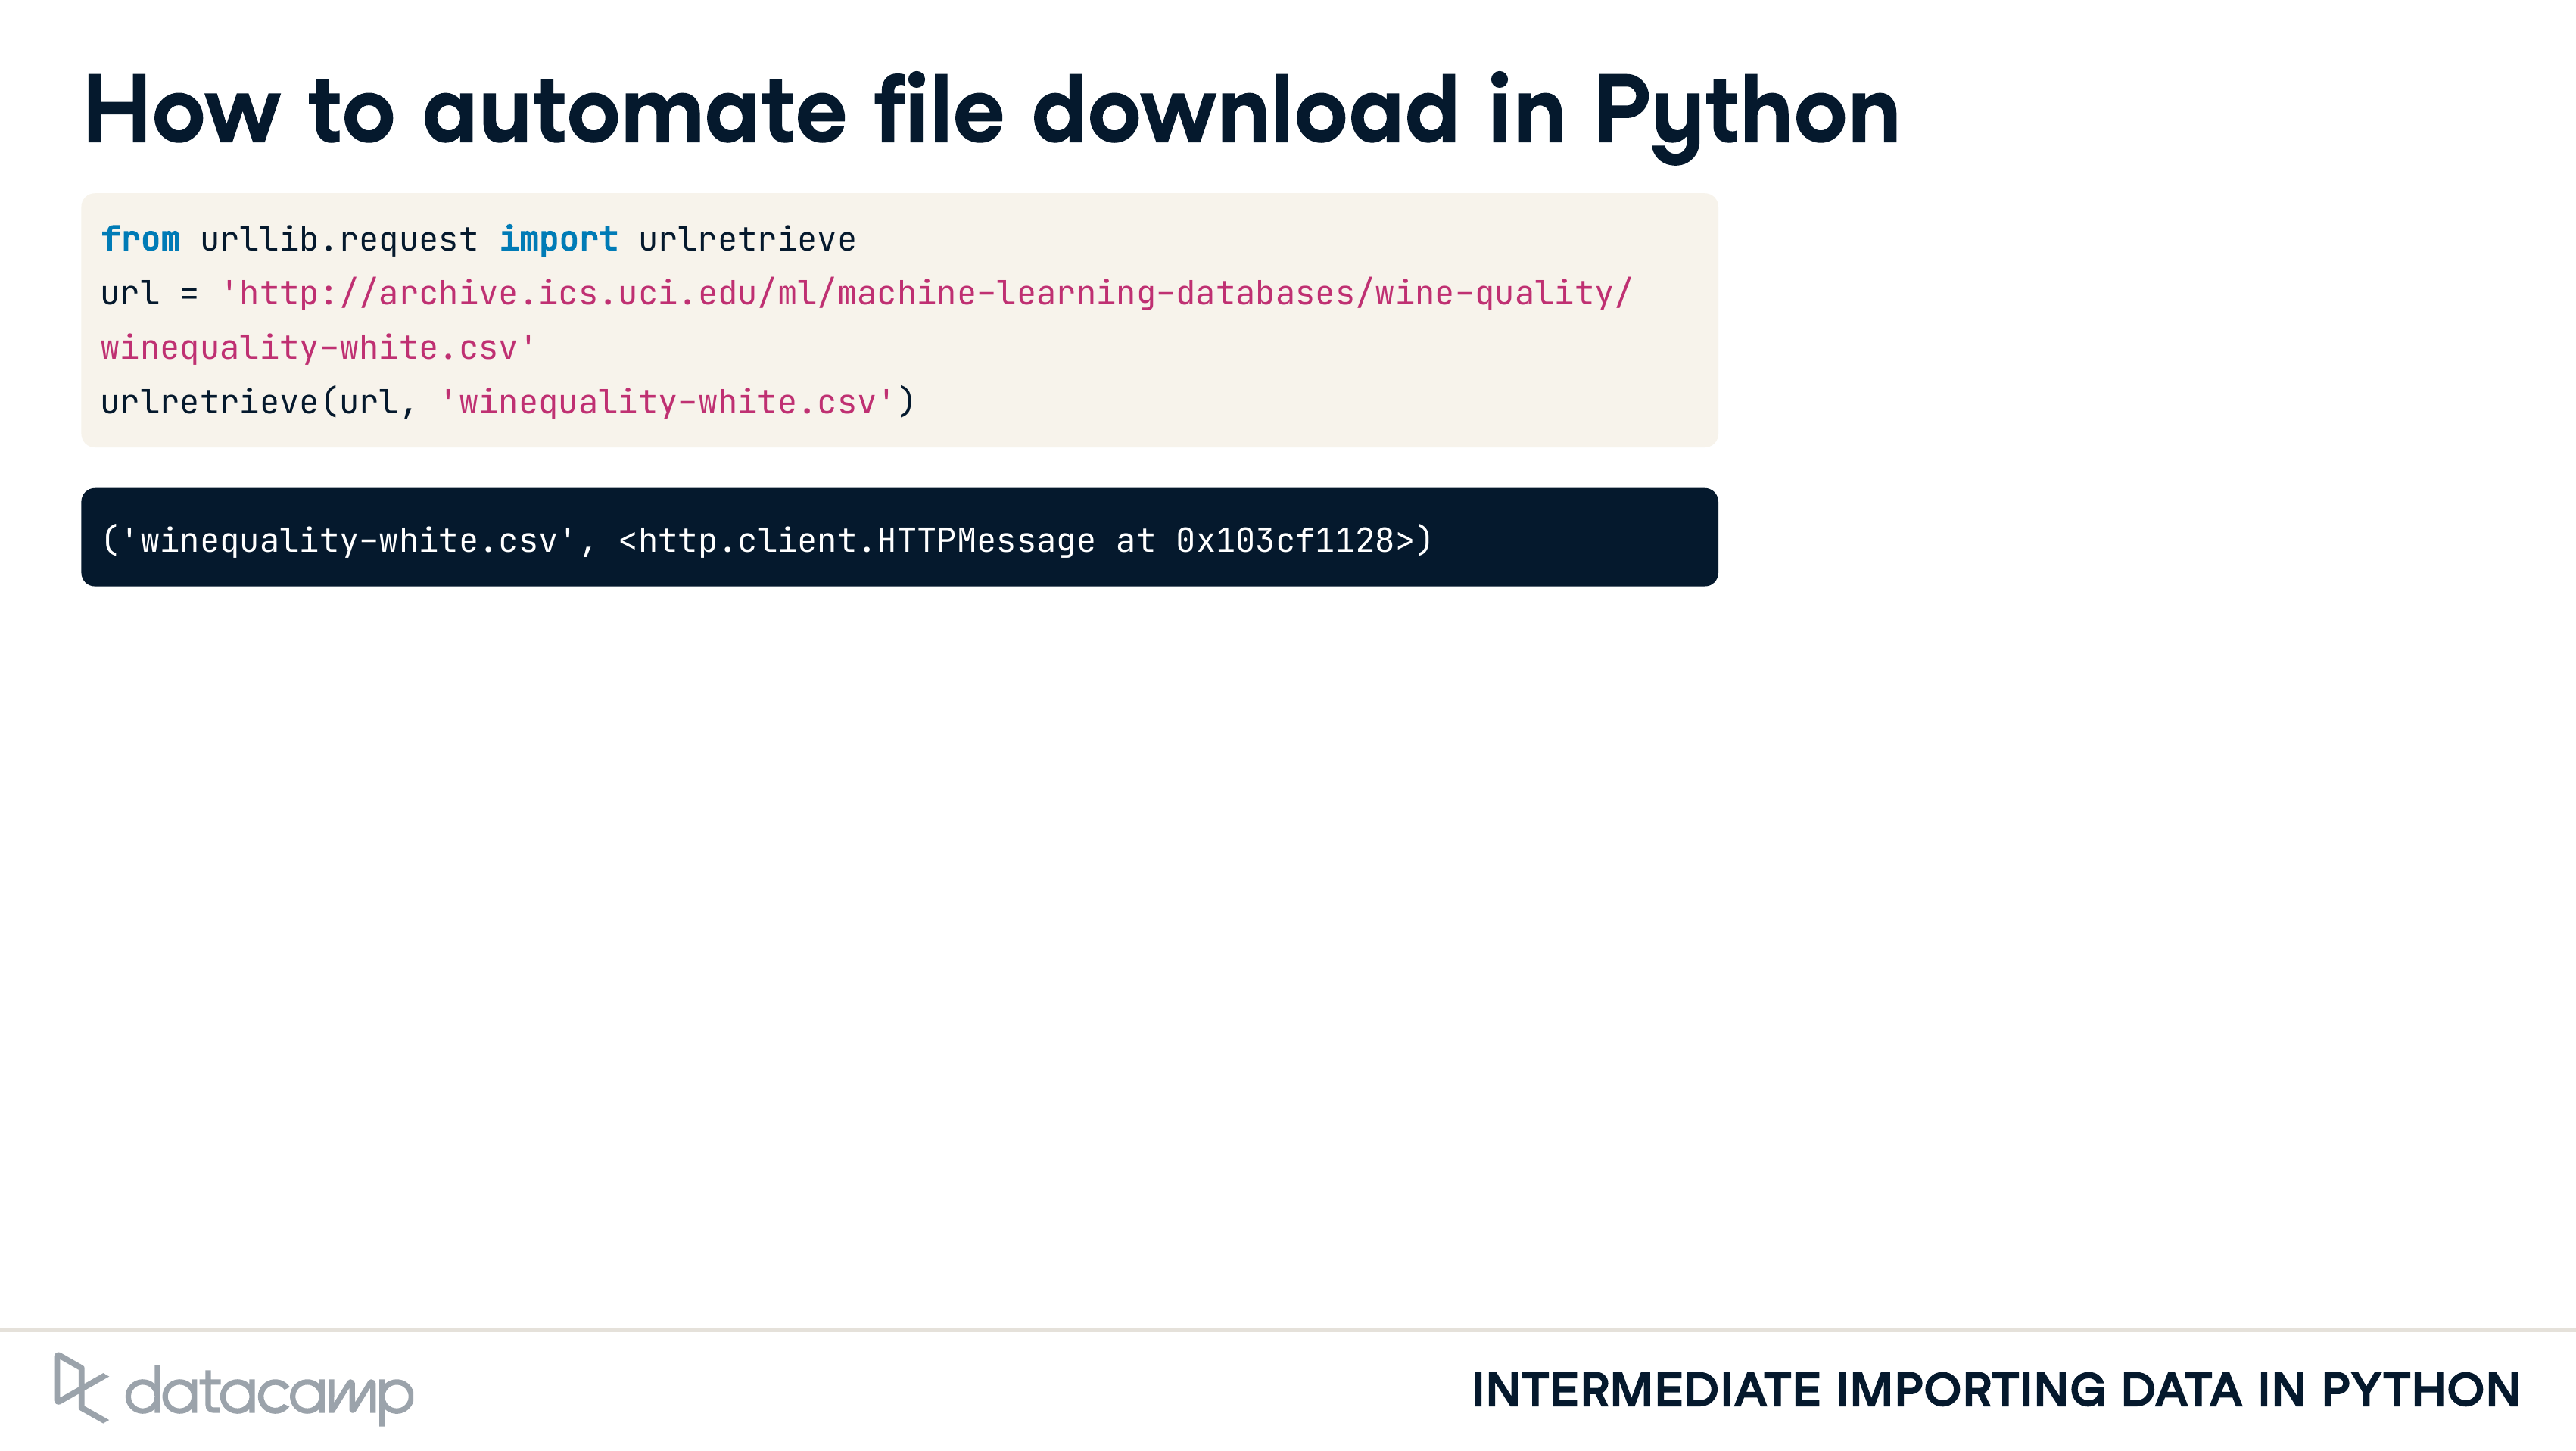 How to automate file download in Python
from urllib.request import urlretrieve
url = 'http://archive.ics.uci.edu/ml/machine-learning-databases/wine-quality/
winequality-white.csv'
urlretrieve(url, 'winequality-white.csv')
('winequality-white.csv', <http.client.HTTPMessage at 0x103cf1128>)
datacamp
INTERMEDIATE IMPORTING DATA IN PYTHON